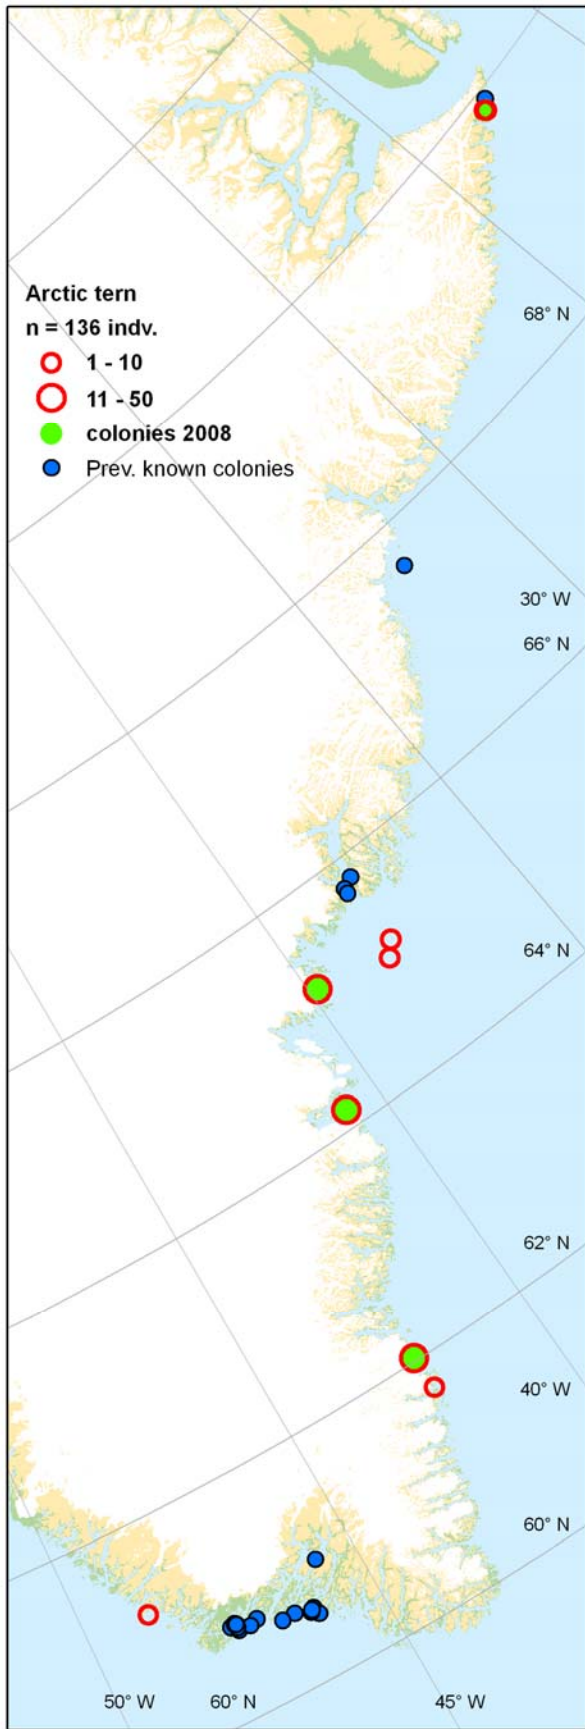 Arctic tern
n = 136 indv.
1 - 10
11 - 50
colonies 2008
Prev. known colonies
68° N
30° W
66° N
64° N
62° N
40° W
60° N
50° W
60° N
45° W